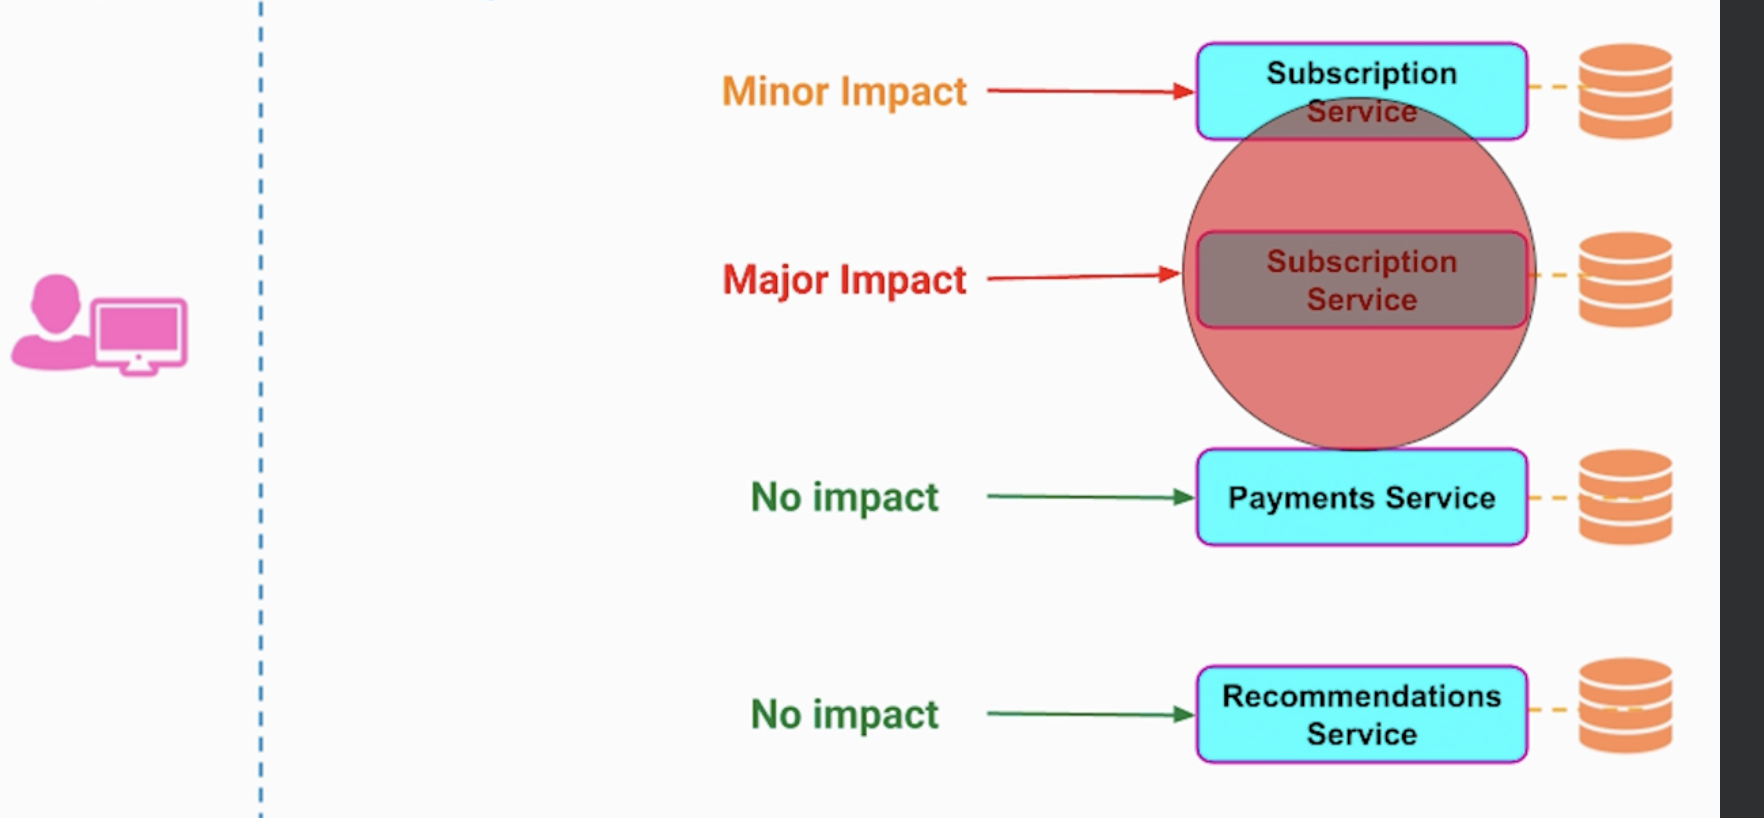 Minor Impact
Subscription
Service
Major Impact
Subscription
Service
No impact
Payments Service
No impact
Recommendations
Service